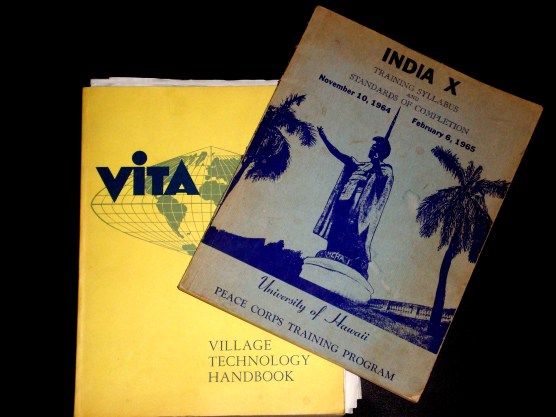 VITA
VILLAGE
TECHNOLOGY
HANDBOOK
INDIA X
TRAINING SYLLABUS
AND
STANDARDS OF COMPLETION
November 10, 1964
February 6, 1965
University of Hawaii
PEACE CORPS TRAINING PROGRAM